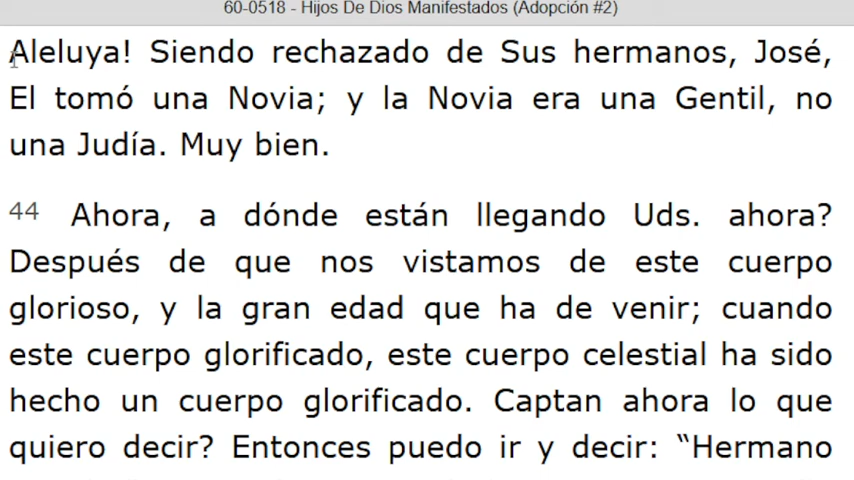 60-0518 - Hijos De Dios Manifestados (Adopción #2)
Aleluya! Siendo rechazado de Sus hermanos, José,
El tomó una Novia; y la Novia era una Gentil, no
una Judía. Muy bien.
44 Ahora, a dónde están llegando Uds. ahora?
Después de que nos vistamos de este cuerpo
glorioso, y la gran edad que ha de venir; cuando
este cuerpo glorificado, este cuerpo celestial ha sido
hecho un cuerpo glorificado. Captan ahora lo que
quiero decir? Entonces puedo ir y decir: “Hermano